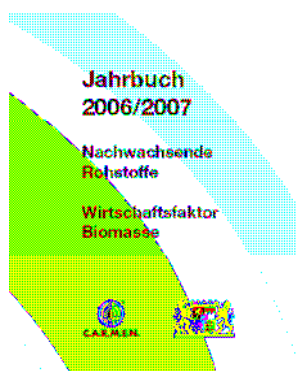 Jahrbuch
2006/2007
Nachwachsende
Rohstoffe
Wirtschaftsfaktor
Biomasse
C.A.R.M.E.N.